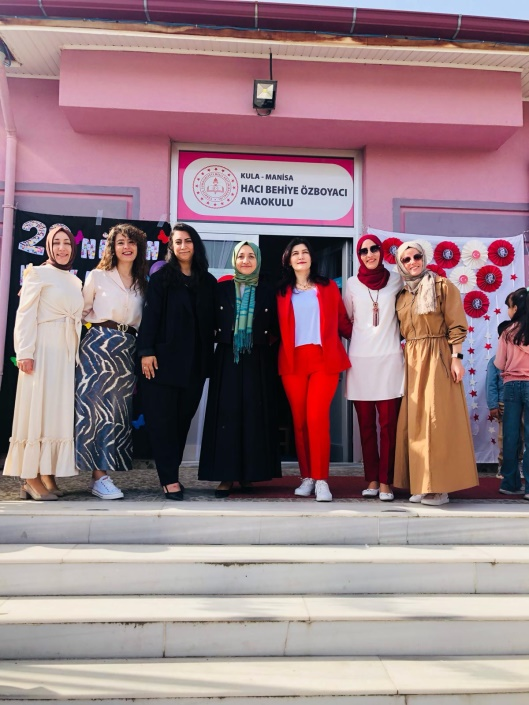 KULA - MANİSA
HACI BEHİYE ÖZBOYACI
ANAOKULU
23 NİSAN